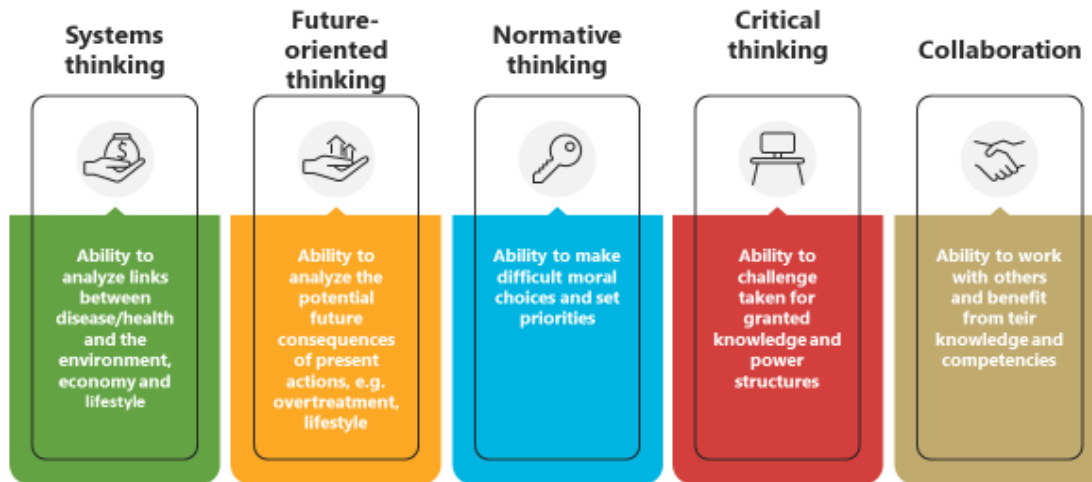 Systems
thinking
Future-
oriented
thinking
Normative
thinking
Critical
thinking
Collaboration
$
Ability to
analyze links
between
disease/health
and the
environment,
economy and
lifestyle
Ability to
analyze the
potential
future
consequences
of present
actions, e.g.
overtreatment,
lifestyle
Ability to make
difficult moral
choices and set
priorities
Ability to
challenge
taken for
granted
knowledge and
power
structures
Ability to work
with others
and benefit
from teir
knowledge and
competencies